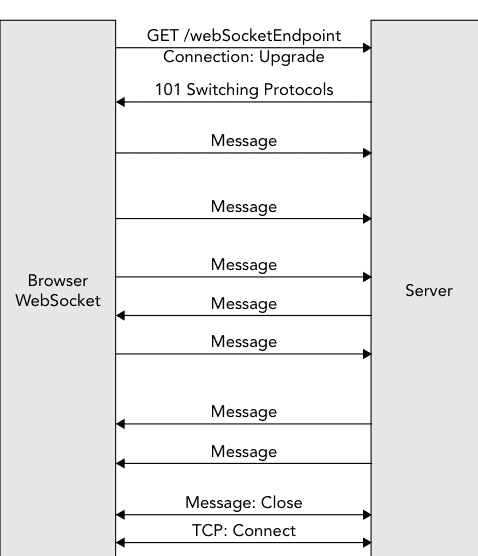 GET /webSocketEndpoint
Connection: Upgrade
101 Switching Protocols
Message
Message
Message
Browser
WebSocket
Server
Message
Message
Message
Message
Message: Close
TCP: Connect